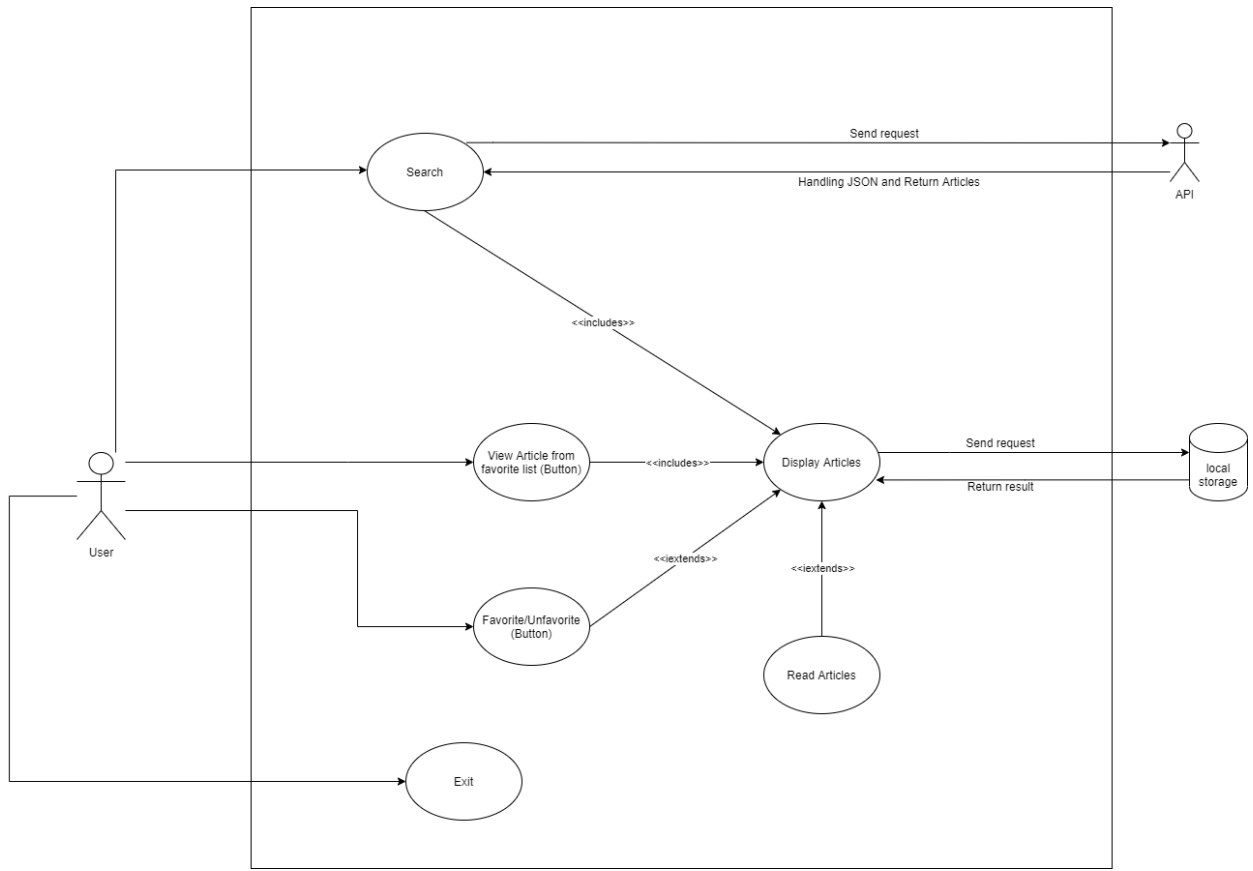 Send request
Search
Handling JSON and Return Articles
API
<<includes>>
View Article from
favorite list (Button)
<<includes>>
Display Articles
Send request
Return result
local
storage
User
<<iextends>>
<<iextends>>
Favorite/Unfavorite
(Button)
Read Articles
Exit